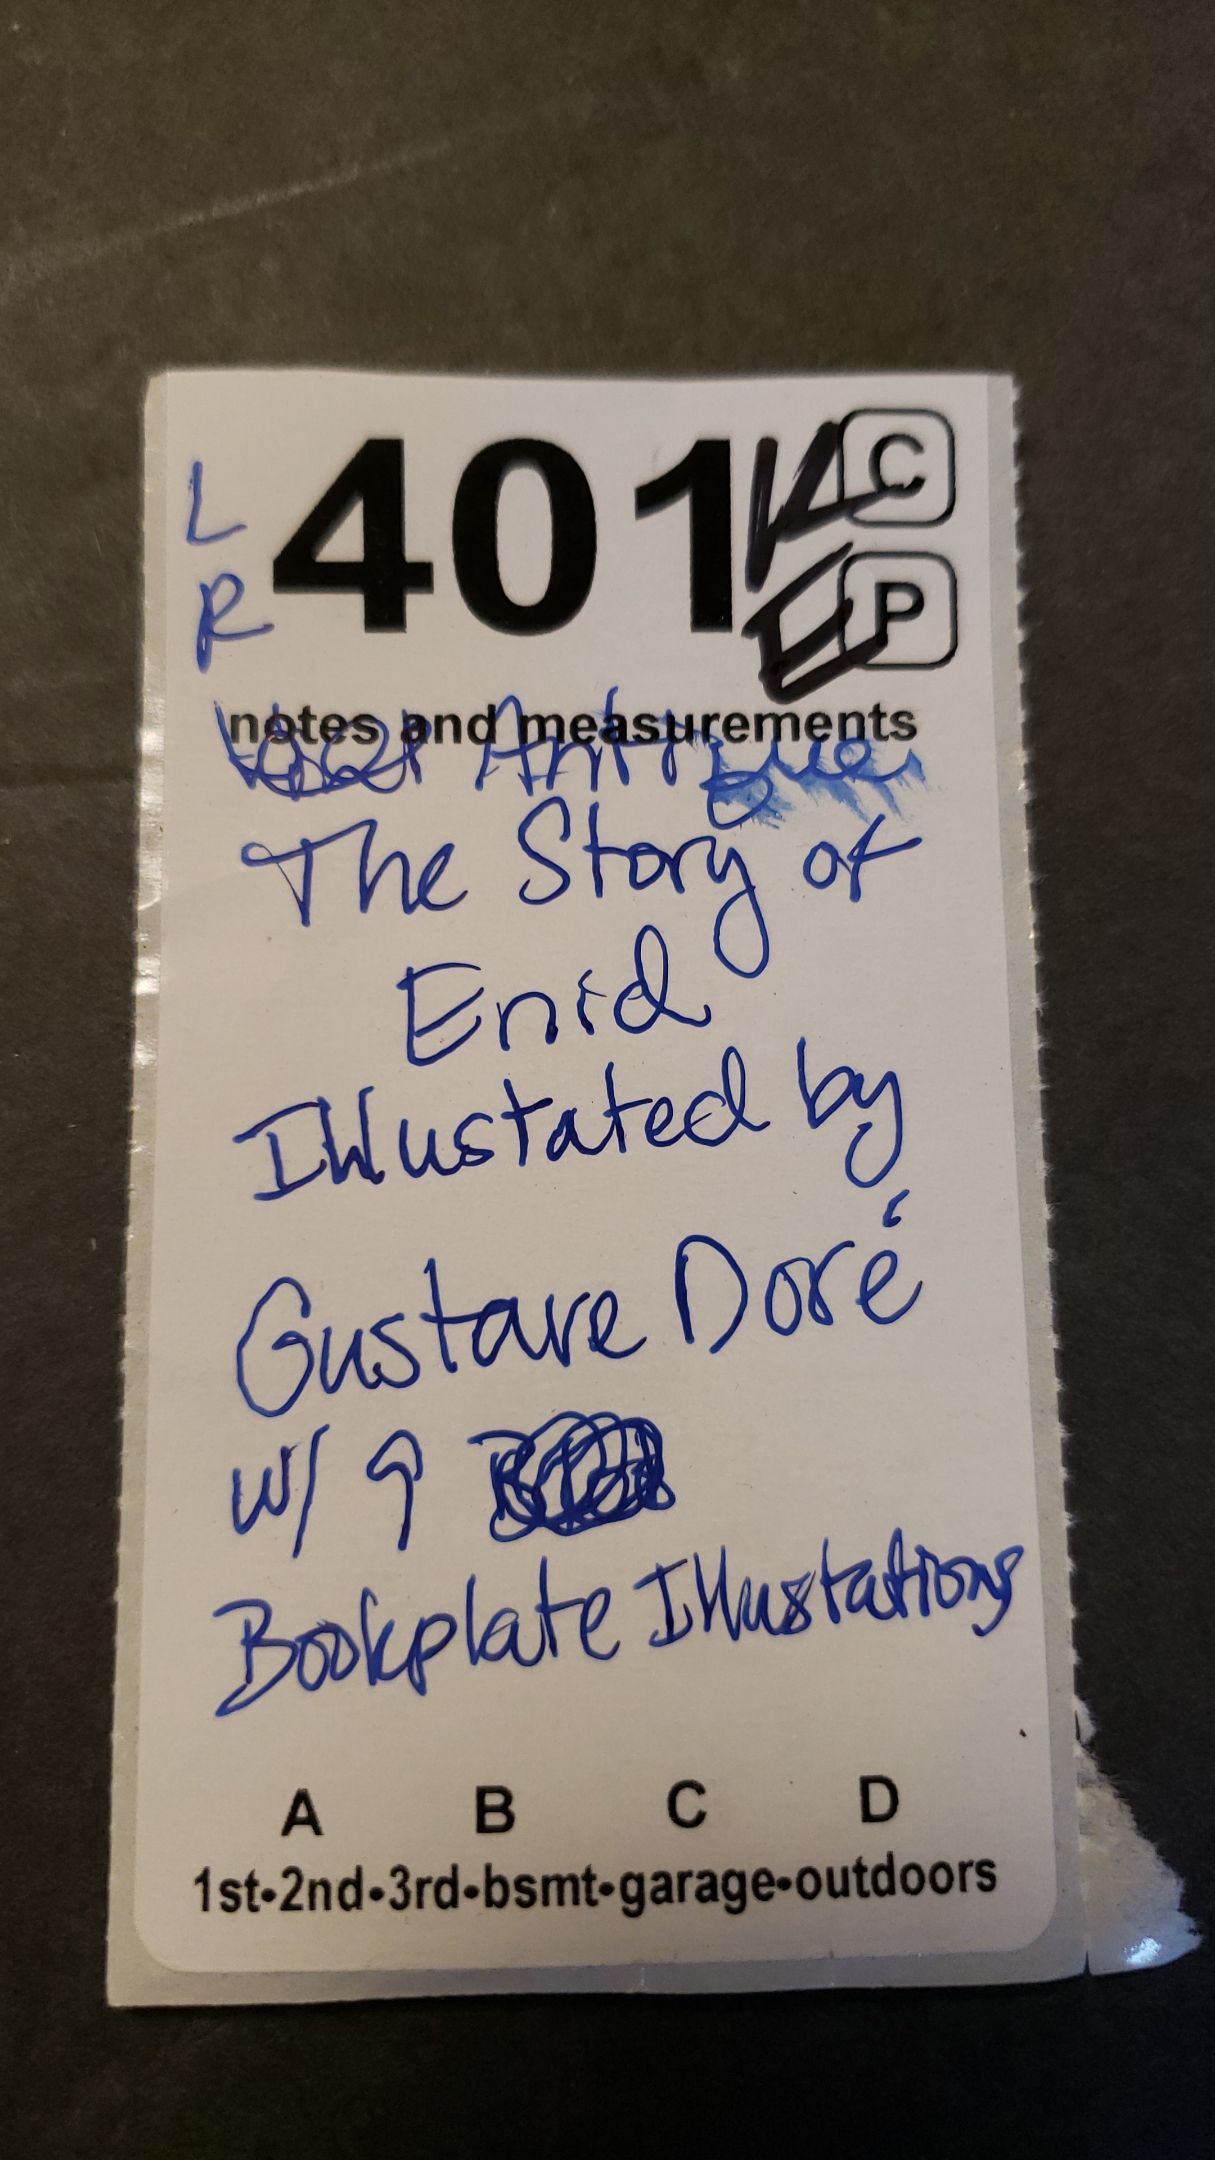 L
R
401
C
P
notes and measurements
Antique
The Story of
Enid
Illustated by
Gustave Doré
w/ 9
Bookplate Illustations
A B C D
1st•2nd•3rd•bsmt•garage•outdoors